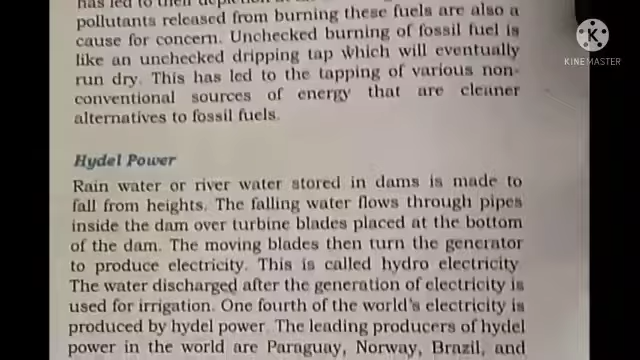 has led to their
pollutants released from burning these fuels are also a
cause for concern. Unchecked burning of fossil fuel is
like an unchecked dripping tap which will eventually
run dry. This has led to the tapping of various non-
conventional sources of energy that are cleaner
alternatives to fossil fuels.
Hydel Power
Rain water or river water stored in dams is made to
fall from heights. The falling water flows through pipes
inside the dam over turbine blades placed at the bottom
of the dam. The moving blades then turn the generator
to produce electricity. This is called hydro electricity.
The water discharged after the generation of electricity is
used for irrigation. One fourth of the world's electricity is
produced by hydel power. The leading producers of hydel
power in the world are Paraguay, Norway, Brazil, and
KINEMASTER